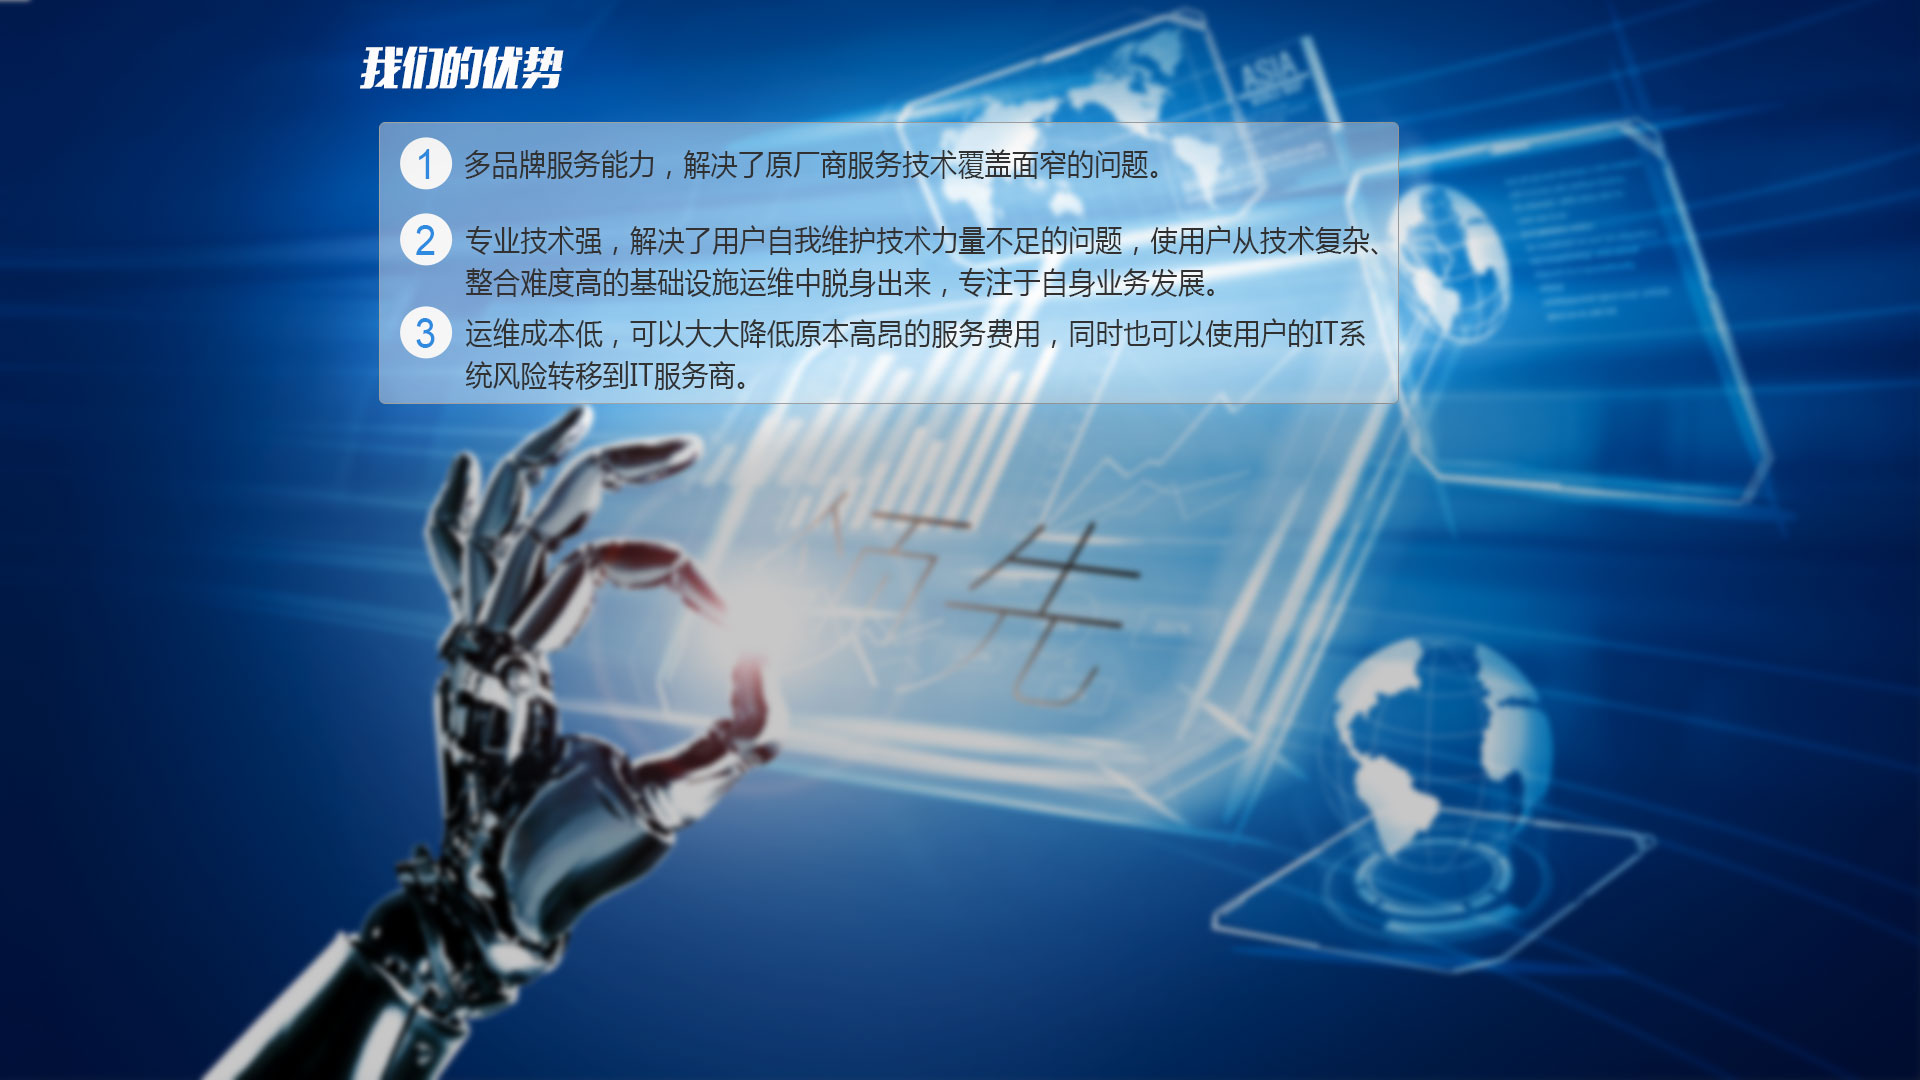 我们的优势
ASIA
1 多品牌服务能力，解决了原厂商服务技术覆盖面窄的问题。
2 专业技术强，解决了用户自我维护技术力量不足的问题，使用户从技术复杂、
整合难度高的基础设施运维中脱身出来，专注于自身业务发展。
3 运维成本低，可以大大降低原本高昂的服务费用，同时也可以使用户的IT系
统风险转移到IT服务商。
领先